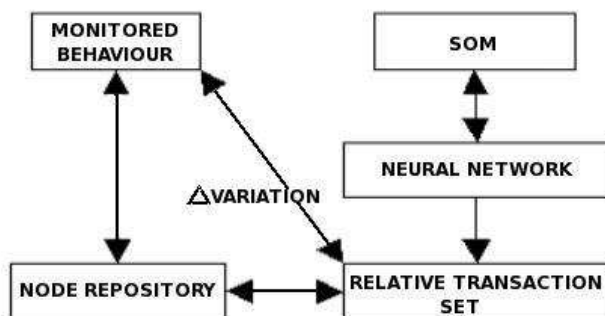 MONITORED
BEHAVIOUR
SOM
NEURAL NETWORK
△VARIATION
NODE REPOSITORY
RELATIVE TRANSACTION
SET